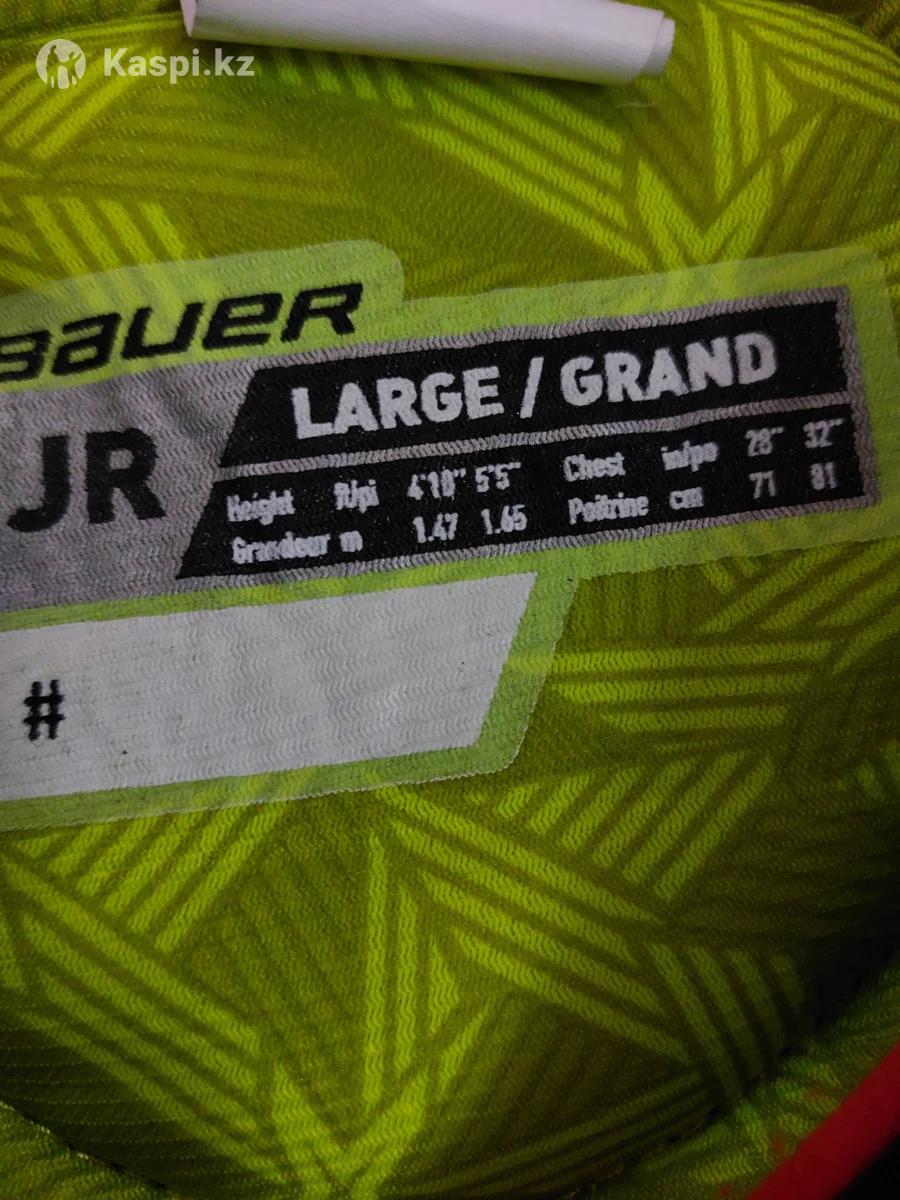 Kaspi.kz
BAUER
JR
LARGE / GRAND
Height ft/pi 4'10" 5'5" Chest in/po 28" 32"
Grandeur m 1.47 1.65 Poitrine cm 71 81
#